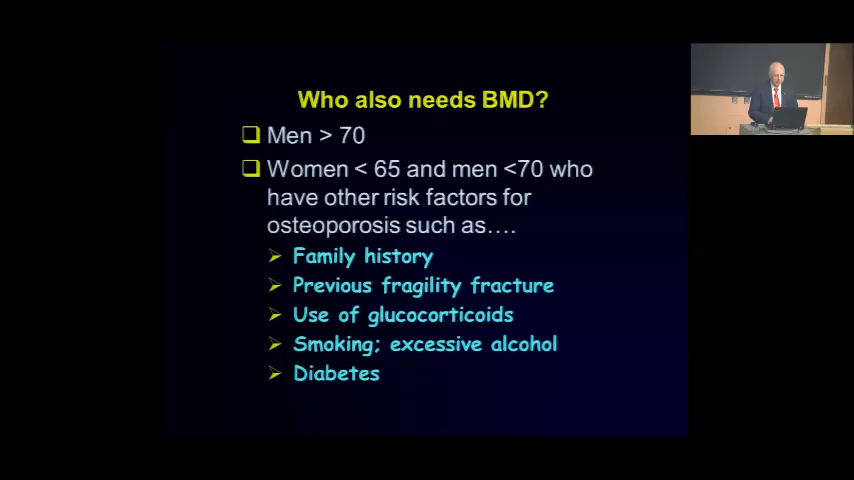 Who also needs BMD?
Men > 70
Women < 65 and men <70 who
have other risk factors for
osteoporosis such as….
Family history
Previous fragility fracture
Use of glucocorticoids
Smoking; excessive alcohol
Diabetes